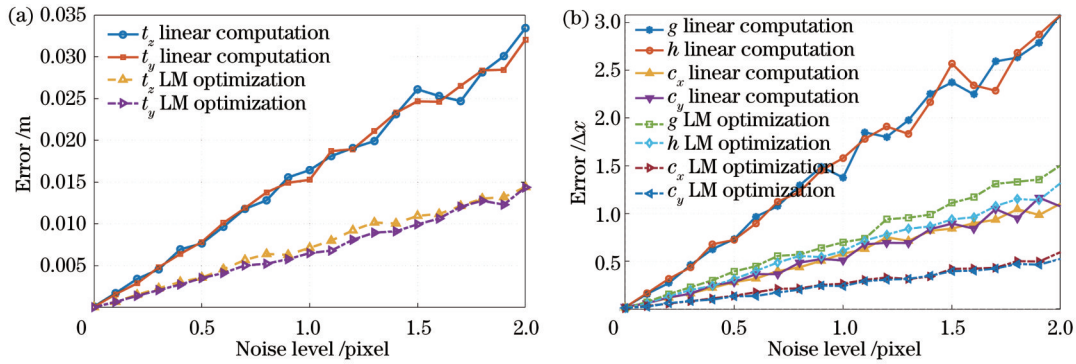 (a)
0.035
0.030
0.025
0.020
0.015
0.010
0.005
0
0.5
1.0
1.5
2.0
Error /m
Noise level /pixel
t_z linear computation
t_y linear computation
t_z LM optimization
t_y LM optimization
(b)
3.0
2.5
2.0
1.5
1.0
0.5
0
0.5
1.0
1.5
2.0
Error /Δx
Noise level /pixel
g linear computation
h linear computation
c_x linear computation
c_y linear computation
g LM optimization
h LM optimization
c_x LM optimization
c_y LM optimization